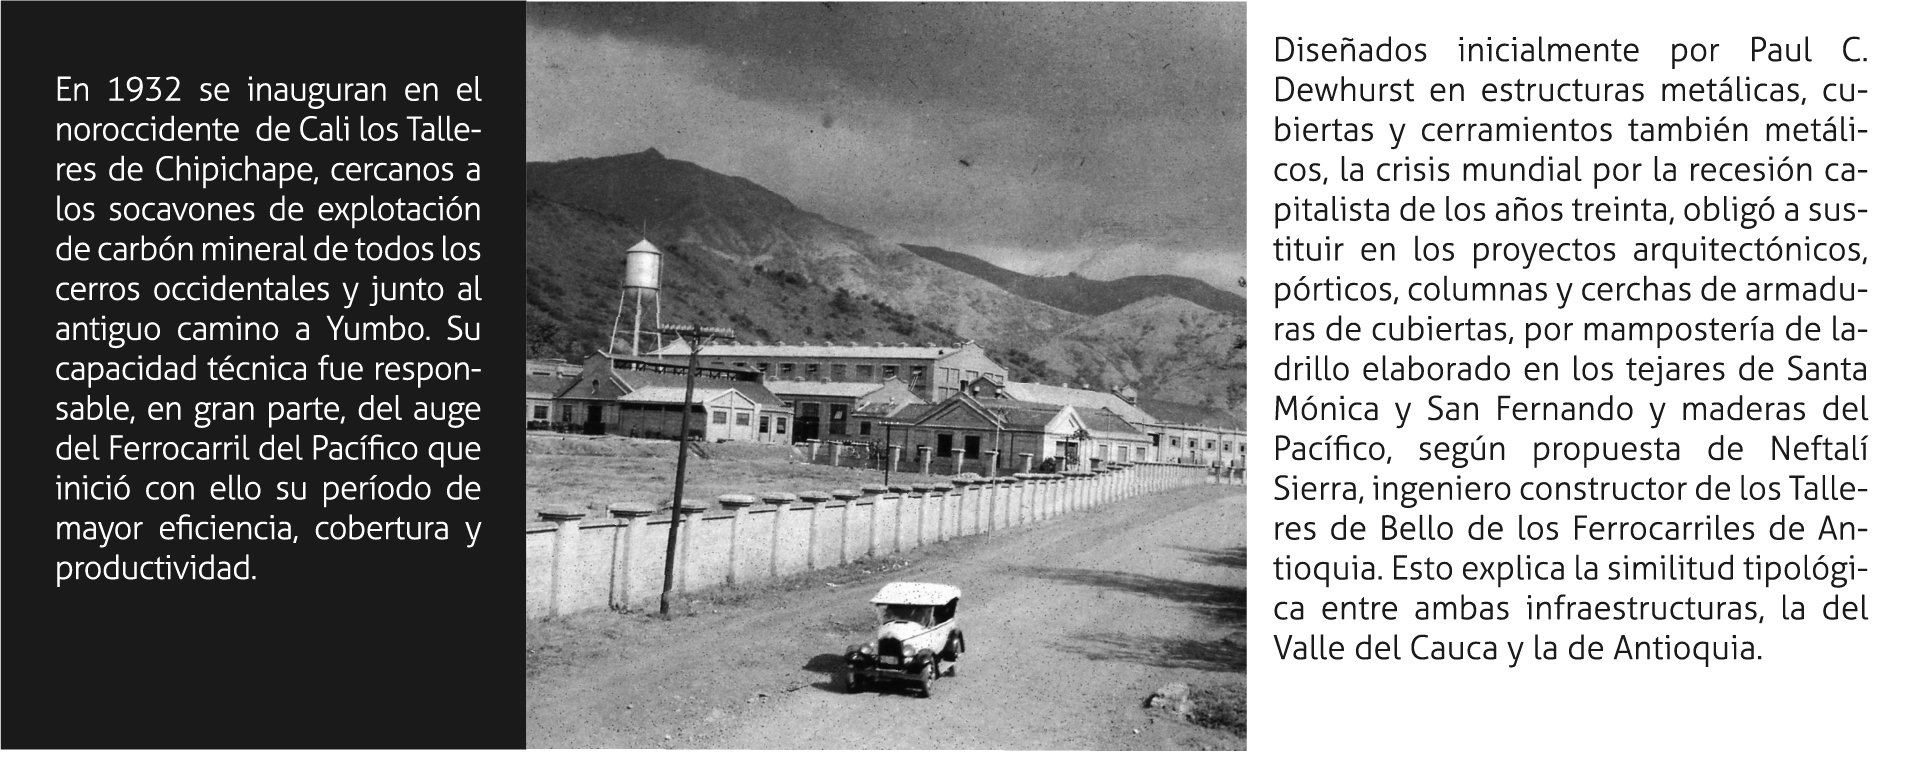 En 1932 se inauguran en el
noroccidente de Cali los Talle-
res de Chipichape, cercanos a
los socavones de explotación
de carbón mineral de todos los
cerros occidentales y junto al
antiguo camino a Yumbo. Su
capacidad técnica fue respon-
sable, en gran parte, del auge
del Ferrocarril del Pacífico que
inició con ello su período de
mayor eficiencia, cobertura y
productividad.
Diseñados inicialmente por Paul C.
Dewhurst en estructuras metálicas, cu-
biertas y cerramientos también metáli-
cos, la crisis mundial por la recesión ca-
pitalista de los años treinta, obligó a sus-
tituir en los proyectos arquitectónicos,
pórticos, columnas y cerchas de armadu-
ras de cubiertas, por mampostería de la-
drillo elaborado en los tejares de Santa
Mónica y San Fernando y maderas del
Pacífico, según propuesta de Neftalí
Sierra, ingeniero constructor de los Talle-
res de Bello de los Ferrocarriles de An-
tioquia. Esto explica la similitud tipológi-
ca entre ambas infraestructuras, la del
Valle del Cauca y la de Antioquia.